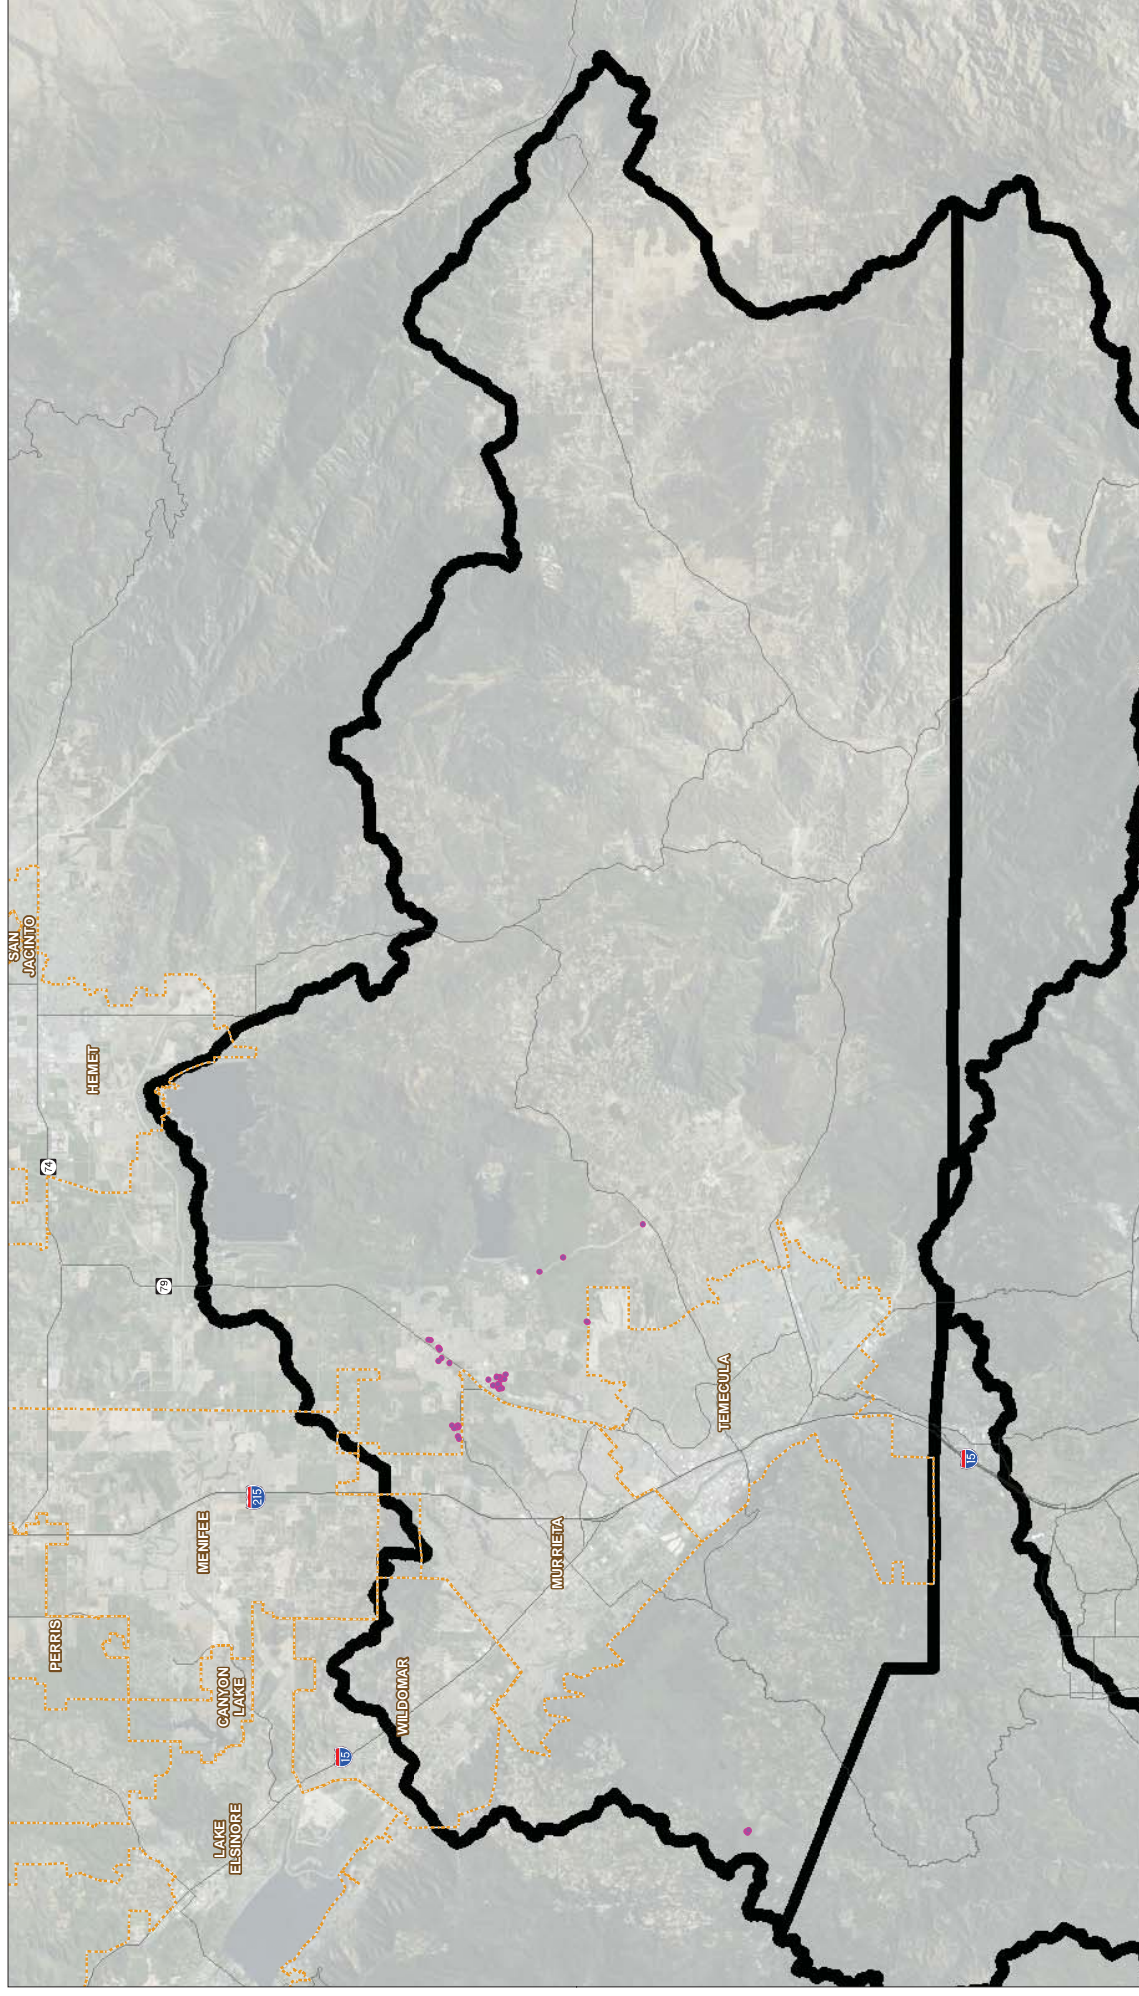 SAN
JACINTO
74
PERRIS
HEMET
79
MENIFEE
LAKE
ELSINORE
CANYON
LAKE
215
15
WILDOMAR
MURRIETA
TEMECULA
15